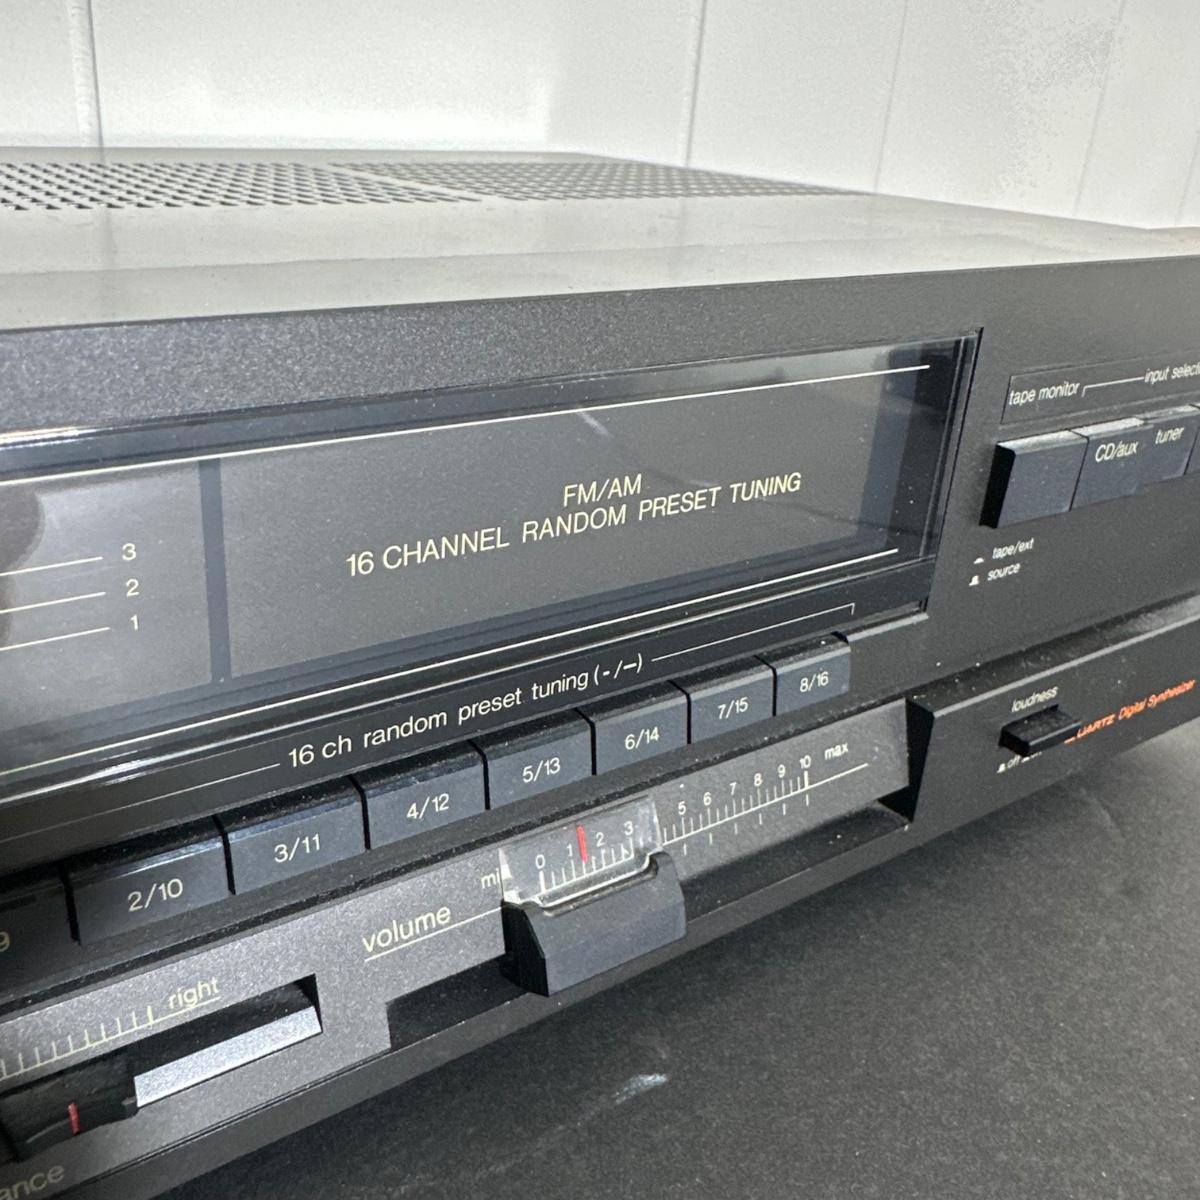 FM/AM
16 CHANNEL RANDOM PRESET TUNING
3
2
1
tape monitor
input
CD/aux
tuner
tape/ext
source
16 ch random preset tuning (-/–)
2/10
3/11
4/12
5/13
6/14
7/15
8/16
loudness
off
Digital Synthesizer
max
0 1 2 3 5 6 7 8 9 10
volume
right